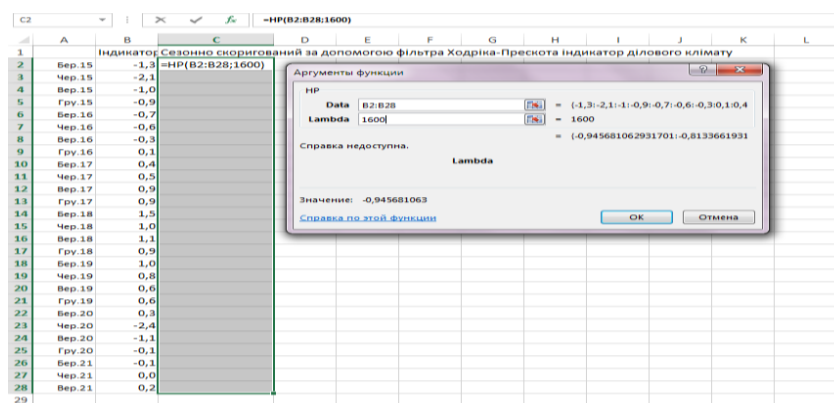 C2 fx =HP(B2:B28;1600)
A B C D E F G H I J K L
1 Індикатор Сезонно скоригований за допомогою фільтра Ходріка-Прескота індикатор ділового клімату
2 Бер.15 -1,3 =HP(B2:B28;1600)
3 Чер.15 -2,1
4 Вер.15 -1,0
5 Гру.15 -0,9
6 Бер.16 -0,7
7 Чер.16 -0,6
8 Вер.16 -0,3
9 Гру.16 0,1
10 Бер.17 0,4
11 Чер.17 0,5
12 Вер.17 0,9
13 Гру.17 0,9
14 Бер.18 1,5
15 Чер.18 1,0
16 Вер.18 1,1
17 Гру.18 0,9
18 Бер.19 1,0
19 Чер.19 0,8
20 Вер.19 0,6
21 Гру.19 0,6
22 Бер.20 0,3
23 Чер.20 -2,4
24 Вер.20 -1,1
25 Гру.20 -0,1
26 Бер.21 -0,1
27 Чер.21 0,0
28 Вер.21 0,2
29
Аргументы функции
HP
Data B2:B28 = {-1,3:-2,1:-1:-0,9:-0,7:-0,6:-0,3:0,1:0,4
Lambda 1600 = 1600
= {-0,945681062931701:-0,8133661931
Справка недоступна.
Lambda
Значение: -0,945681063
Справка по этой функции
ОК Отмена